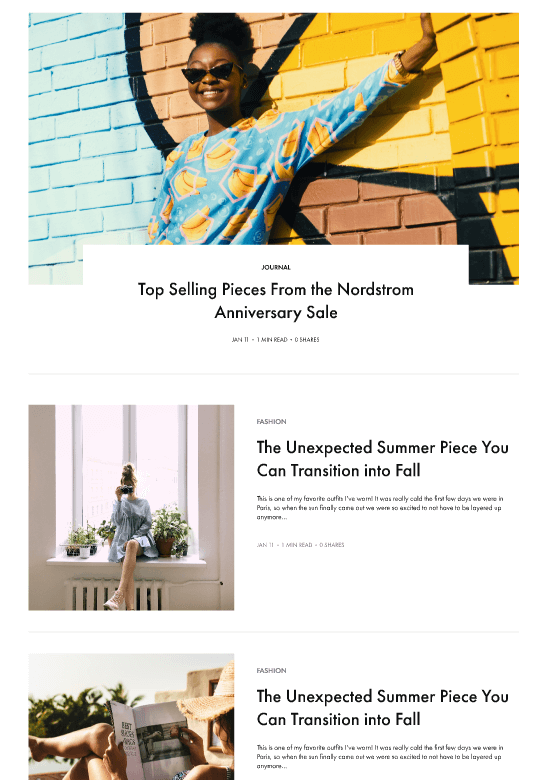 JOURNAL
Top Selling Pieces From the Nordstrom
Anniversary Sale
JAN 11 • 1 MIN READ • 0 SHARES
FASHION
The Unexpected Summer Piece You
Can Transition into Fall
This is one of my favorite outfits I've worn! It was really cold the first few days we were in
Paris, so when the sun finally came out we were so excited to not have to be layered up
anymore...
JAN 11 • 1 MIN READ • 0 SHARES
FASHION
The Unexpected Summer Piece You
Can Transition into Fall
This is one of my favorite outfits I've worn! It was really cold the first few days we were in
Paris, so when the sun finally came out we were so excited to not have to be layered up
anymore...